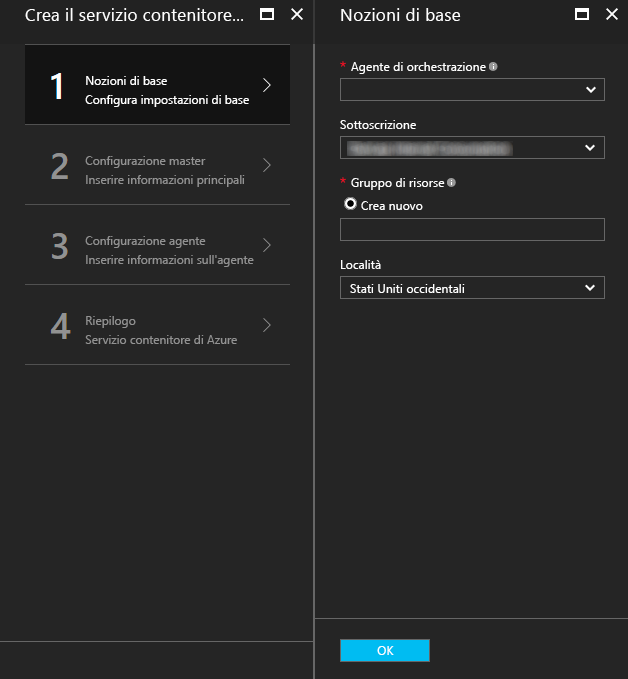 Crea il servizio contenitore...
1
Nozioni di base
Configura impostazioni di base
2
Configurazione master
Inserire informazioni principali
3
Configurazione agente
Inserire informazioni sull'agente
4
Riepilogo
Servizio contenitore di Azure
Nozioni di base
* Agente di orchestrazione
Sottoscrizione
* Gruppo di risorse
Crea nuovo
Località
Stati Uniti occidentali
OK